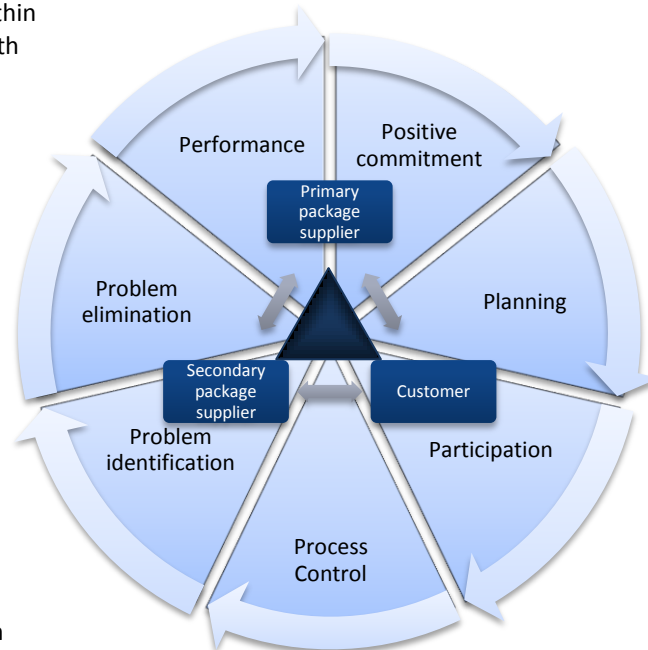 thin
th
Performance
Positive
commitment
Primary
package
supplier
Problem
elimination
Planning
Secondary
package
supplier
Customer
Problem
identification
Participation
Process
Control